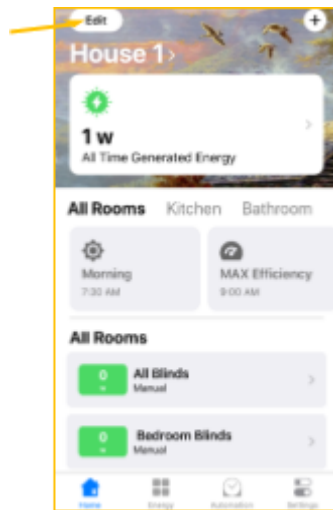 Edit
+
House 1 >
1 w
All Time Generated Energy
All Rooms Kitchen Bathroom
Morning MAX Efficiency
7:30 AM 9:00 AM
All Rooms
0 All Blinds
w Manual
0 Bedroom Blinds
w Manual
Home Energy Automation Settings